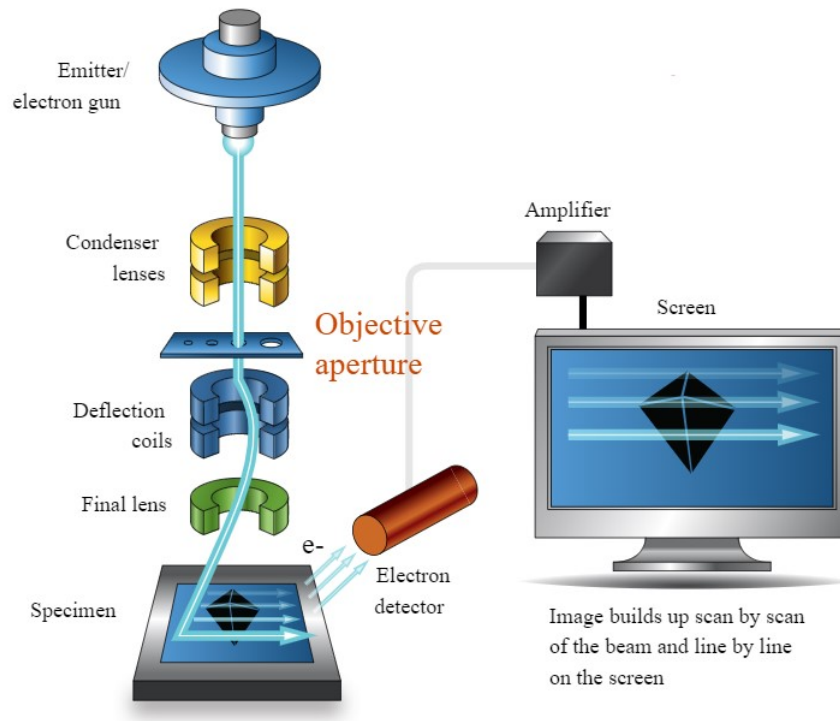 Emitter/
electron gun
Condenser
lenses
Objective
aperture
Deflection
coils
Final lens
Specimen
e-
Electron
detector
Amplifier
Screen
Image builds up scan by scan
of the beam and line by line
on the screen